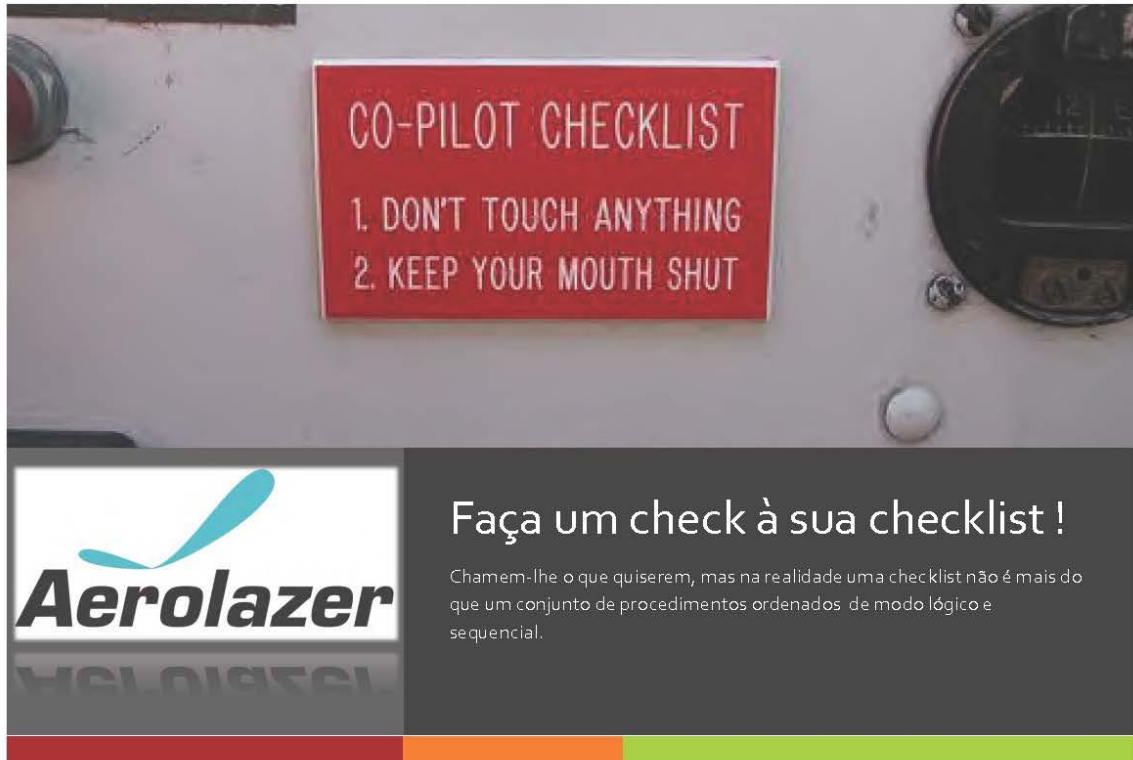 CO-PILOT CHECKLIST
1. DON'T TOUCH ANYTHING
2. KEEP YOUR MOUTH SHUT
Aerolazer
Faça um check à sua checklist !
Chamem-lhe o que quiserem, mas na realidade uma checklist não é mais do
que um conjunto de procedimentos ordenados de modo lógico e
sequencial.